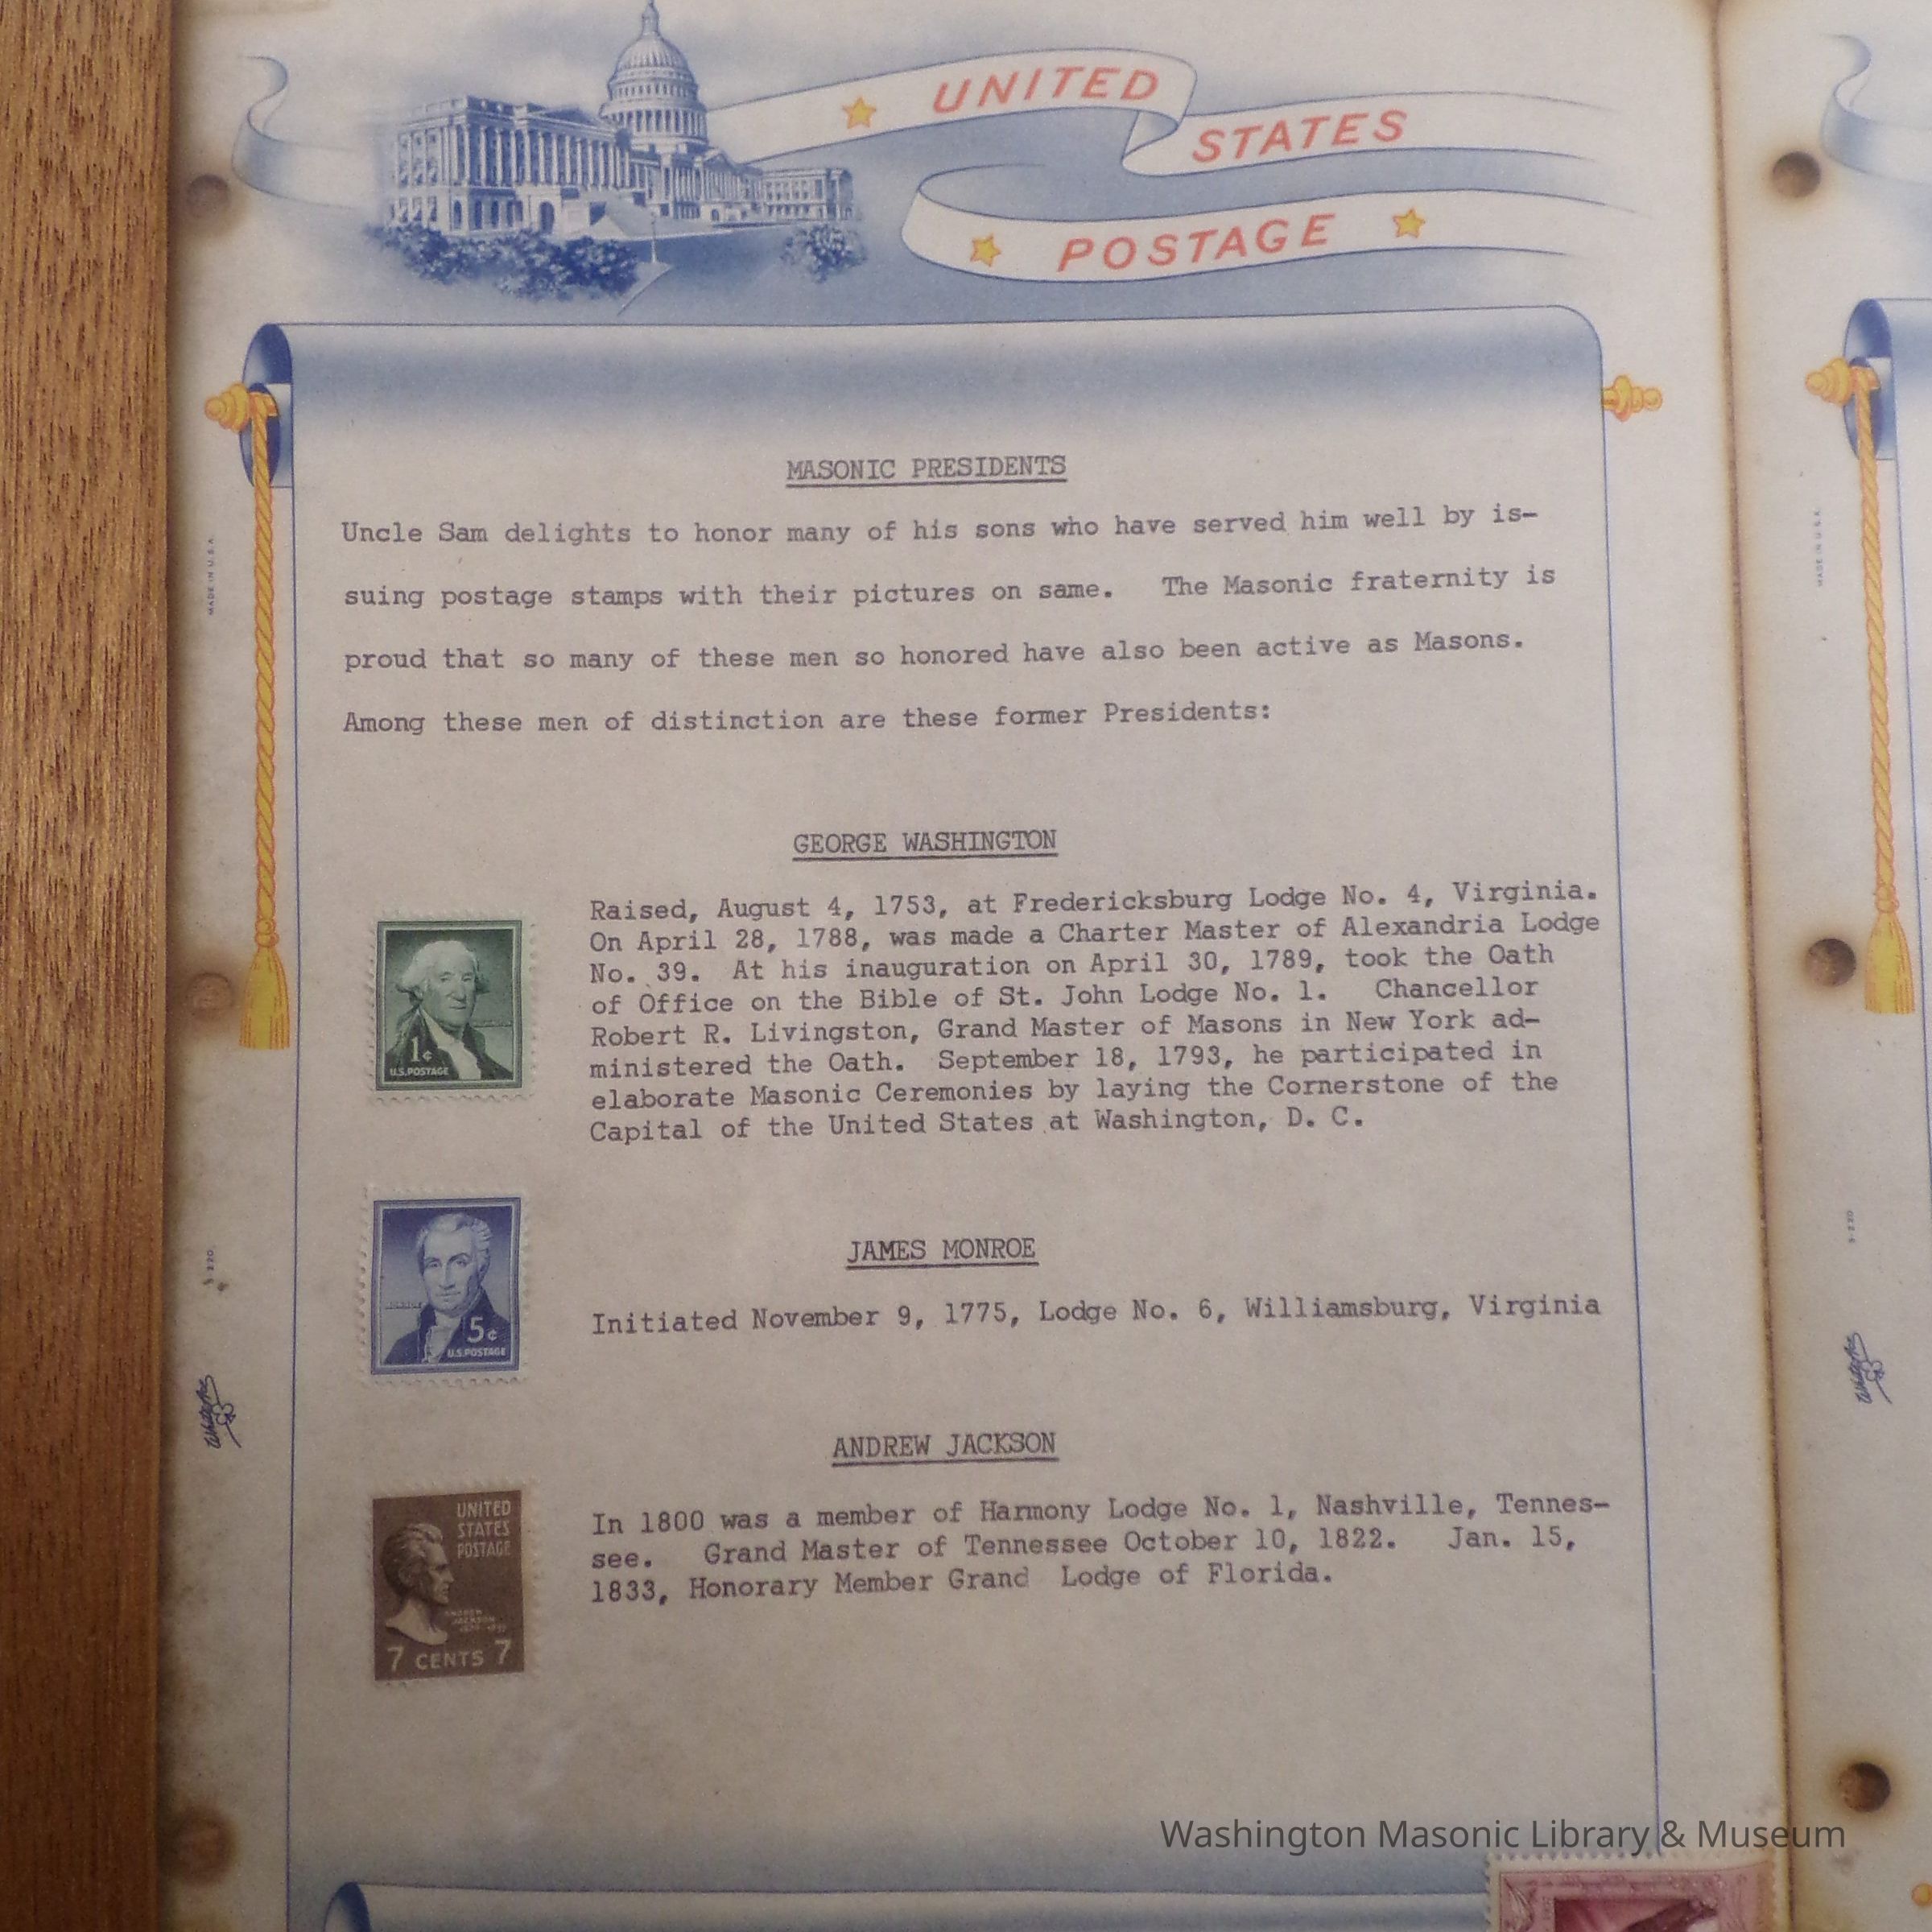 UNITED
STATES
POSTAGE
MASONIC PRESIDENTS
Uncle Sam delights to honor many of his sons who have served him well by is-
suing postage stamps with their pictures on same. The Masonic fraternity is
proud that so many of these men so honored have also been active as Masons.
Among these men of distinction are these former Presidents:
GEORGE WASHINGTON
Raised, August 4, 1753, at Fredericksburg Lodge No. 4, Virginia.
On April 28, 1788, was made a Charter Master of Alexandria Lodge
No. 39. At his inauguration on April 30, 1789, took the Oath
of Office on the Bible of St. John Lodge No. 1. Chancellor
Robert R. Livingston, Grand Master of Masons in New York ad-
ministered the Oath. September 18, 1793, he participated in
elaborate Masonic Ceremonies by laying the Cornerstone of the
Capital of the United States at Washington, D. C.
1¢
U.S. POSTAGE
JAMES MONROE
Initiated November 9, 1775, Lodge No. 6, Williamsburg, Virginia
5¢
U.S. POSTAGE
ANDREW JACKSON
In 1800 was a member of Harmony Lodge No. 1, Nashville, Tennes-
see. Grand Master of Tennessee October 10, 1822. Jan. 15,
1833, Honorary Member Grand Lodge of Florida.
UNITED
STATES
POSTAGE
ANDREW
JACKSON
7 CENTS 7
MADE IN U.S.A.
MADE IN U.S.A.
Washington Masonic Library & Museum